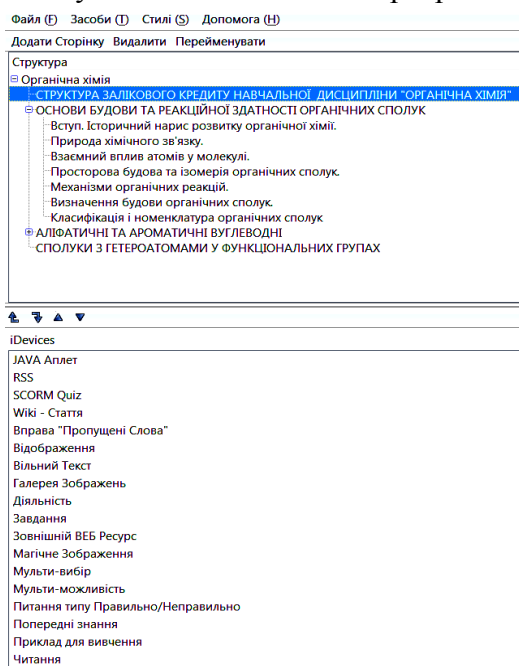 Файл (F) Засоби (T) Стилі (S) Допомога (H)
Додати Сторінку Видалити Перейменувати
Структура
Органічна хімія
СТРУКТУРА ЗАЛІКОВОГО КРЕДИТУ НАВЧАЛЬНОЇ ДИСЦИПЛІНИ "ОРГАНІЧНА ХІМІЯ"
ОСНОВИ БУДОВИ ТА РЕАКЦІЙНОЇ ЗДАТНОСТІ ОРГАНІЧНИХ СПОЛУК
Вступ. Історичний нарис розвитку органічної хімії.
Природа хімічного зв'язку.
Взаємний вплив атомів у молекулі.
Просторова будова та ізомерія органічних сполук.
Механізми органічних реакцій.
Визначення будови органічних сполук.
Класифікація і номенклатура органічних сполук
АЛІФАТИЧНІ ТА АРОМАТИЧНІ ВУГЛЕВОДНІ
СПОЛУКИ З ГЕТЕРОАТОМАМИ У ФУНКЦІОНАЛЬНИХ ГРУПАХ
iDevices
JAVA Аплет
RSS
SCORM Quiz
Wiki - Стаття
Вправа "Пропущені Слова"
Відображення
Вільний Текст
Галерея Зображень
Діяльність
Завдання
Зовнішній ВЕБ Ресурс
Магічне Зображення
Мульти-вибір
Мульти-можливість
Питання типу Правильно/Неправильно
Попередні знання
Приклад для вивчення
Читання